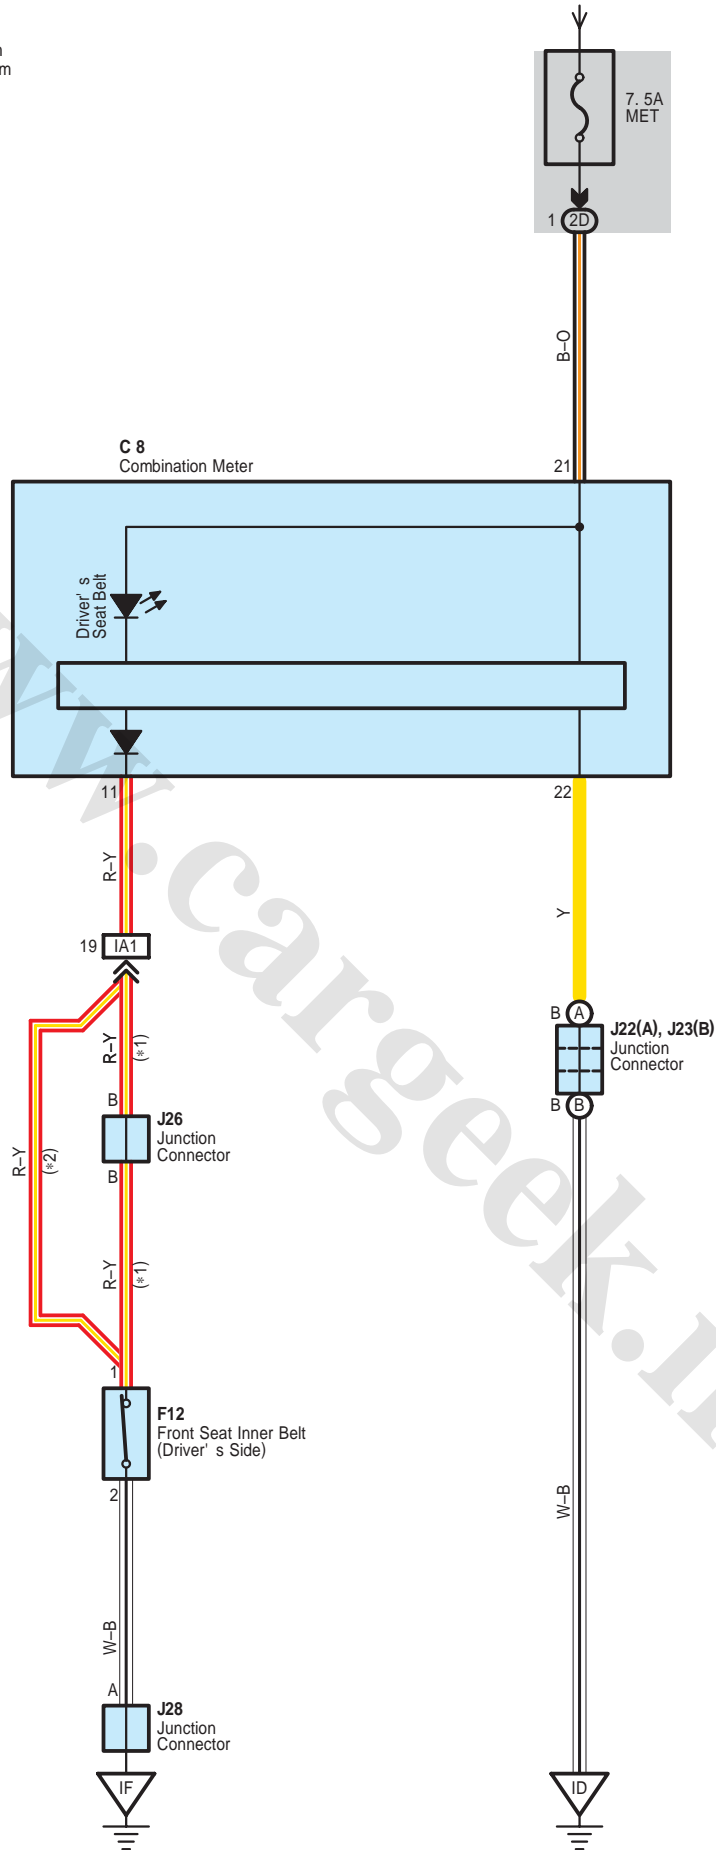 n
m
7. 5A
MET
1 2D
B–O
C 8
Combination Meter
21
Driver' s
Seat Belt
11
22
R–Y
Y
19 IA1
B A
J22(A), J23(B)
Junction
Connector
R–Y
(*1)
B
B B
J26
Junction
Connector
R–Y
(*2)
B
R–Y
(*1)
1
F12
Front Seat Inner Belt
(Driver' s Side)
2
W–B
W–B
A
J28
Junction
Connector
IF
ID